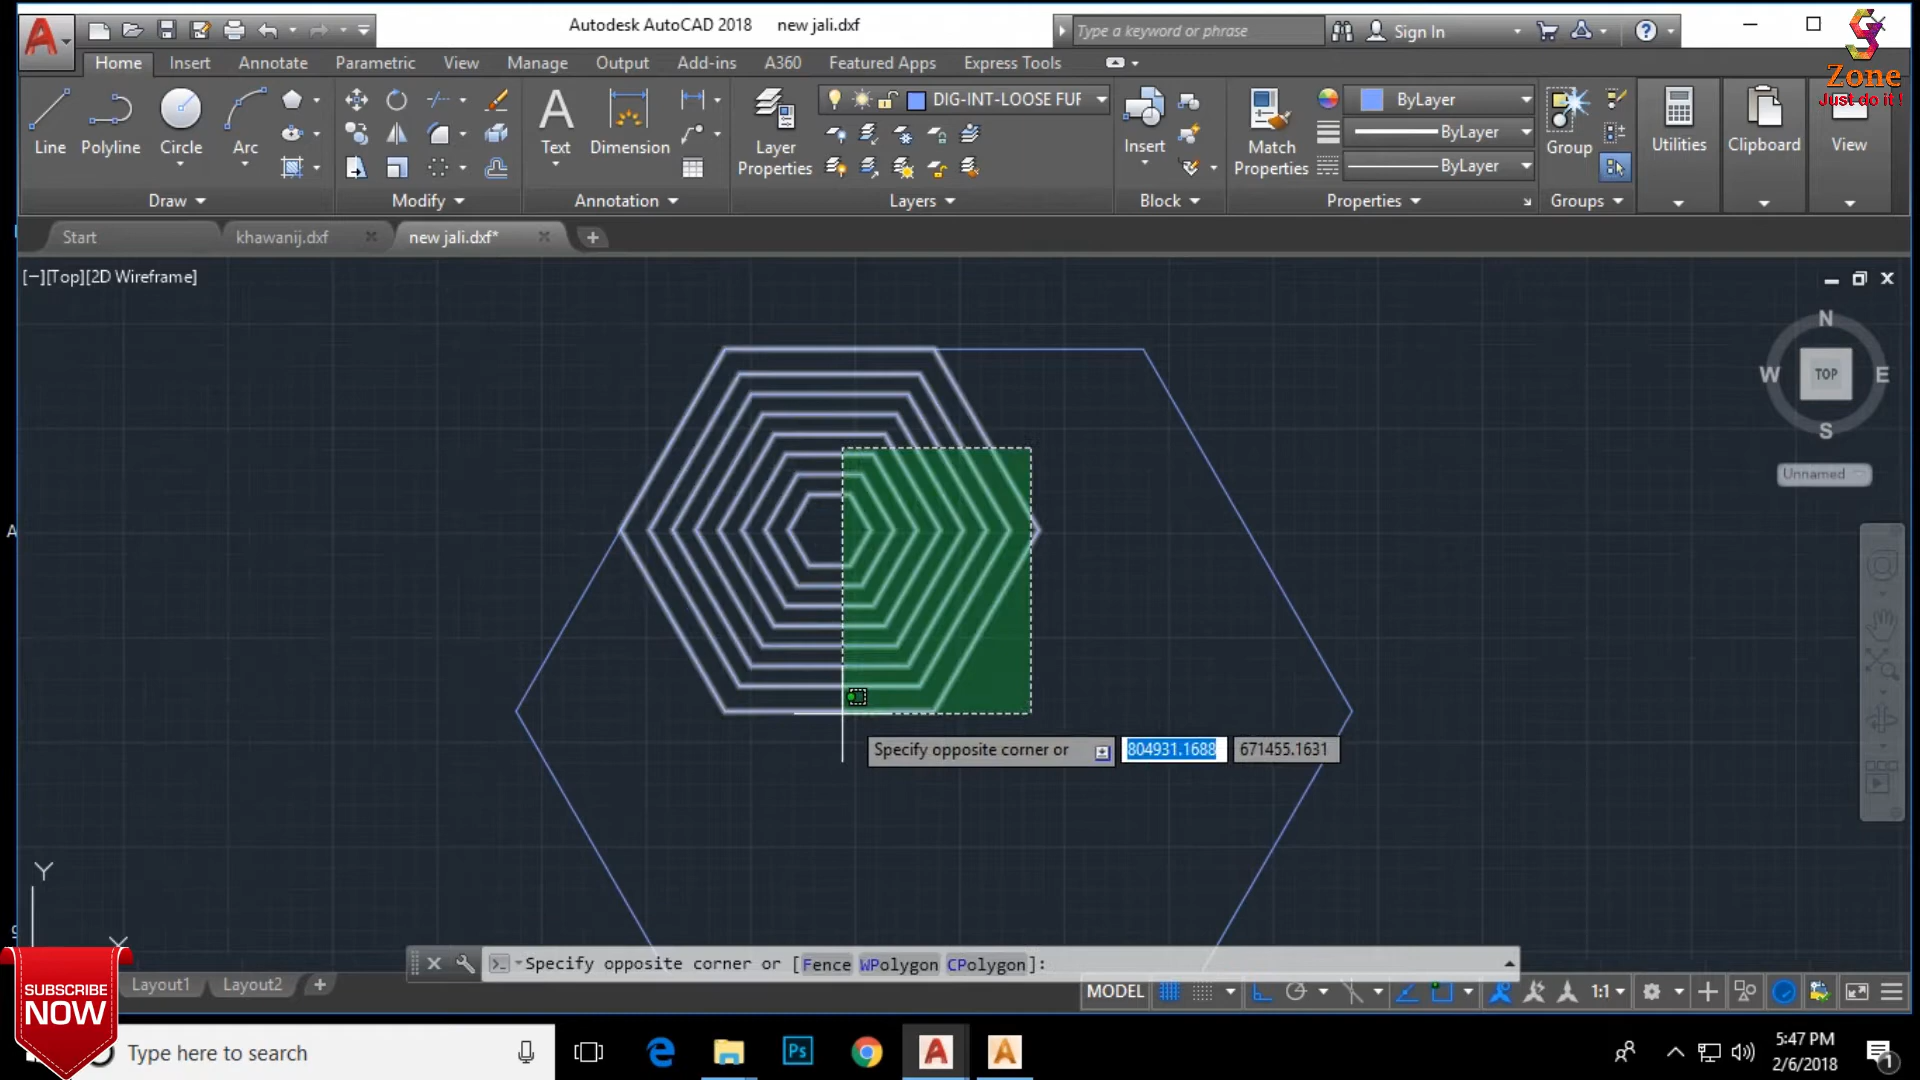 Autodesk AutoCAD 2018 new jali.dxf
Type a keyword or phrase
Sign In
Zone
Just do it !
Home Insert Annotate Parametric View Manage Output Add-ins A360 Featured Apps Express Tools
Line Polyline Circle Arc
Text Dimension
Layer Properties
DIG-INT-LOOSE FUR
Insert
Match Properties
ByLayer
ByLayer
ByLayer
Group
Utilities Clipboard View
Draw Modify Annotation Layers Block Properties Groups
Start khawanij.dxf new jali.dxf*
[–][Top][2D Wireframe]
N
W TOP E
S
Unnamed
Specify opposite corner or 804931.1688 671455.1631
Y
X
Specify opposite corner or [Fence WPolygon CPolygon]:
Layout1 Layout2
MODEL 1:1
SUBSCRIBE
NOW
Type here to search
Ps
5:47 PM
2/6/2018
1